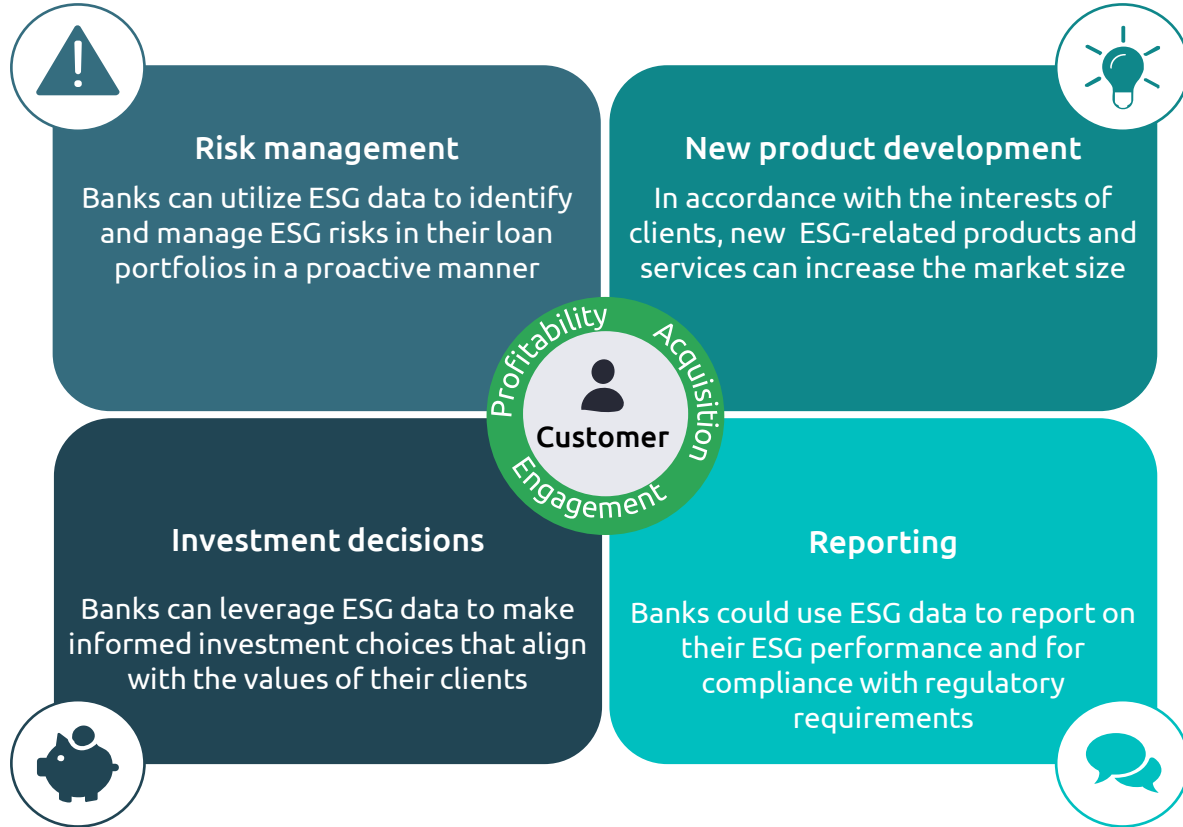 Risk management
Banks can utilize ESG data to identify
and manage ESG risks in their loan
portfolios in a proactive manner
New product development
In accordance with the interests of
clients, new  ESG-related products and
services can increase the market size
Profitability
Acquisition
Engagement
Customer
Investment decisions
Banks can leverage ESG data to make
informed investment choices that align
with the values of their clients
Reporting
Banks could use ESG data to report on
their ESG performance and for
compliance with regulatory
requirements